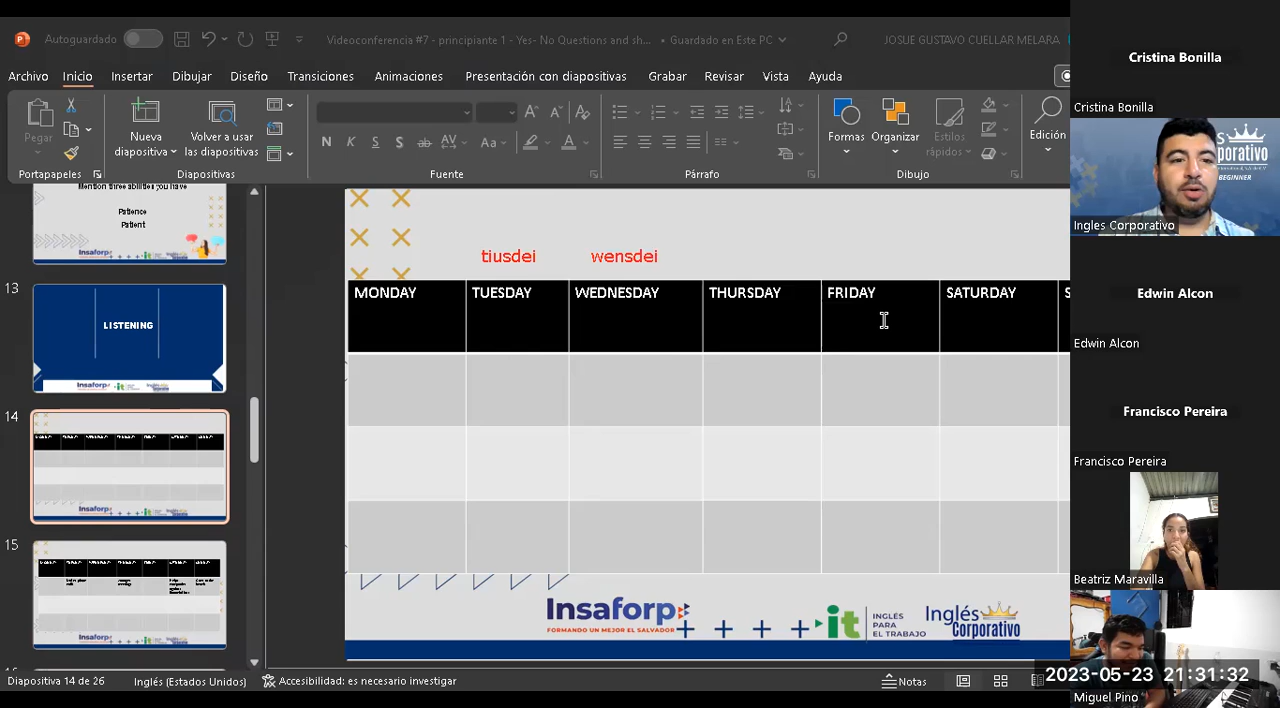 Autoguardado
Videoconferencia #7 - principiante 1 - Yes- No Questions and sh... • Guardado en Este PC
JOSUE GUSTAVO CUELLAR MELARA
Archivo Inicio Insertar Dibujar Diseño Transiciones Animaciones Presentación con diapositivas Grabar Revisar Vista Ayuda
Pegar
Nueva diapositiva
Volver a usar las diapositivas
Formas
Organizar
Estilos rápidos
Edición
N K S S ab AV Aa A
Portapapeles Diapositivas Fuente Párrafo Dibujo
Mention three abilities you have
Patience
Patient
13
LISTENING
14
15
tiusdei wensdei
MONDAY TUESDAY WEDNESDAY THURSDAY FRIDAY SATURDAY S
Insaforp
FORMANDO UN MEJOR EL SALVADOR
it
INGLÉS
PARA
EL TRABAJO
Inglés
Corporativo
Diapositiva 14 de 26
Inglés (Estados Unidos)
Accesibilidad: es necesario investigar
Notas
Cristina Bonilla
Cristina Bonilla
BEGINNER
Ingles Corporativo
Edwin Alcon
Edwin Alcon
Francisco Pereira
Francisco Pereira
Beatriz Maravilla
2023-05-23 21:31:32
Miguel Pino